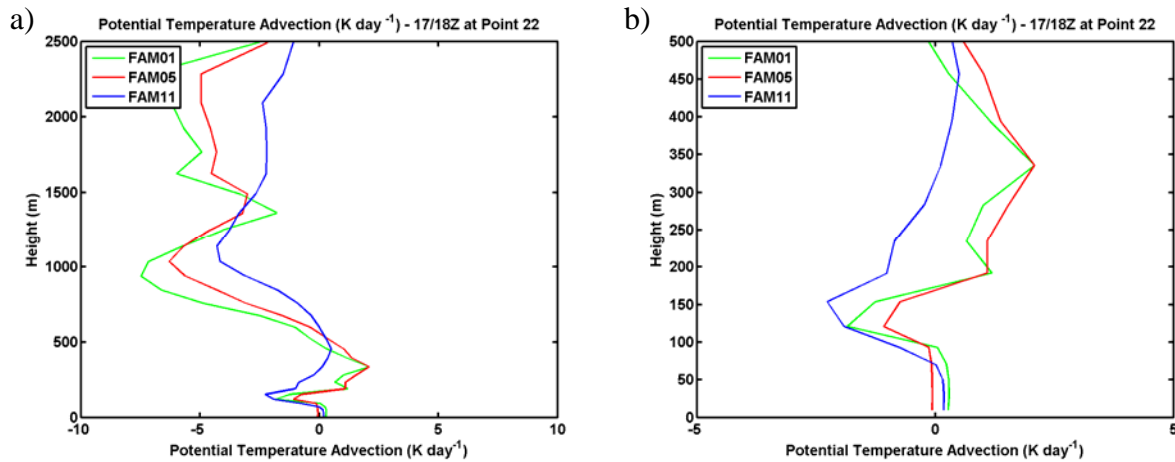 a)
Potential Temperature Advection (K day -1) - 17/18Z at Point 22
2500
2000
1500
1000
500
0
Height (m)
FAM01
FAM05
FAM11
-10 -5 0 5 10
Potential Temperature Advection (K day-1)
b)
Potential Temperature Advection (K day -1) - 17/18Z at Point 22
500
450
400
350
300
250
200
150
100
50
0
Height (m)
FAM01
FAM05
FAM11
-5 0 5
Potential Temperature Advection (K day-1)